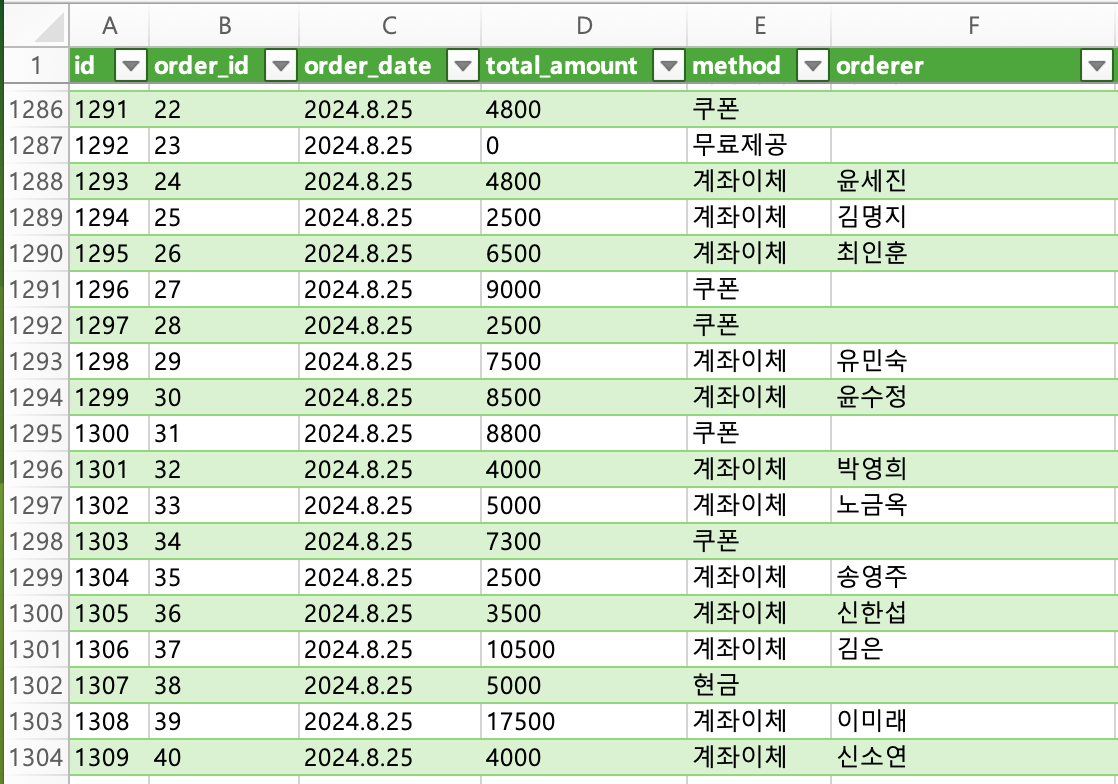 A B C D E F
1 id order_id order_date total_amount method orderer
1286 1291 22 2024.8.25 4800 쿠폰
1287 1292 23 2024.8.25 0 무료제공
1288 1293 24 2024.8.25 4800 계좌이체 윤세진
1289 1294 25 2024.8.25 2500 계좌이체 김명지
1290 1295 26 2024.8.25 6500 계좌이체 최인훈
1291 1296 27 2024.8.25 9000 쿠폰
1292 1297 28 2024.8.25 2500 쿠폰
1293 1298 29 2024.8.25 7500 계좌이체 유민숙
1294 1299 30 2024.8.25 8500 계좌이체 윤수정
1295 1300 31 2024.8.25 8800 쿠폰
1296 1301 32 2024.8.25 4000 계좌이체 박영희
1297 1302 33 2024.8.25 5000 계좌이체 노금옥
1298 1303 34 2024.8.25 7300 쿠폰
1299 1304 35 2024.8.25 2500 계좌이체 송영주
1300 1305 36 2024.8.25 3500 계좌이체 신한섭
1301 1306 37 2024.8.25 10500 계좌이체 김은
1302 1307 38 2024.8.25 5000 현금
1303 1308 39 2024.8.25 17500 계좌이체 이미래
1304 1309 40 2024.8.25 4000 계좌이체 신소연